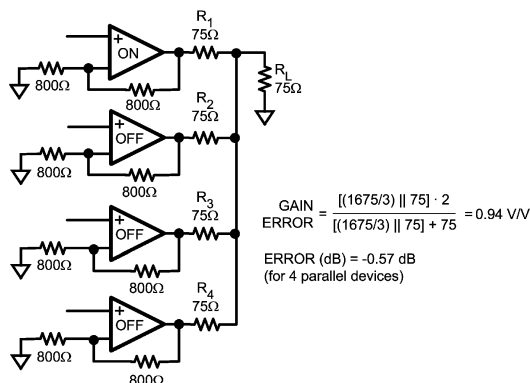 R1
75Ω
+
ON
800Ω
800Ω
RL
75Ω
R2
75Ω
+
OFF
800Ω
800Ω
R3
75Ω
+
OFF
800Ω
800Ω
GAIN ERROR = [(1675/3) || 75] · 2 / [(1675/3) || 75] + 75 = 0.94 V/V
ERROR (dB) = -0.57 dB
(for 4 parallel devices)
R4
75Ω
+
OFF
800Ω
800Ω